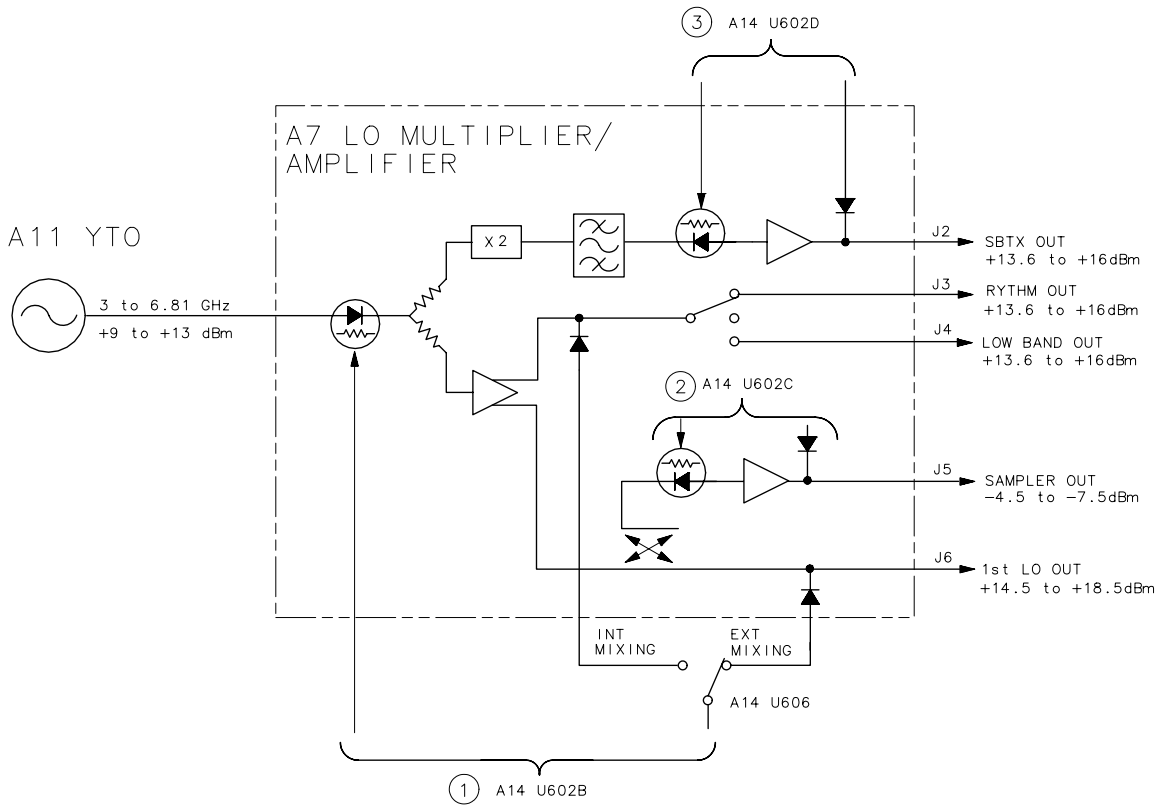 3 A14 U602D
A7 LO MULTIPLIER/
AMPLIFIER
A11 YTO
X2
J2
SBTX OUT
+13.6 to +16dBm
3 to 6.81 GHz
+9 to +13 dBm
J3
RYTHM OUT
+13.6 to +16dBm
J4
LOW BAND OUT
+13.6 to +16dBm
2 A14 U602C
J5
SAMPLER OUT
-4.5 to -7.5dBm
J6
1st LO OUT
+14.5 to +18.5dBm
INT
MIXING
EXT
MIXING
A14 U606
1 A14 U602B